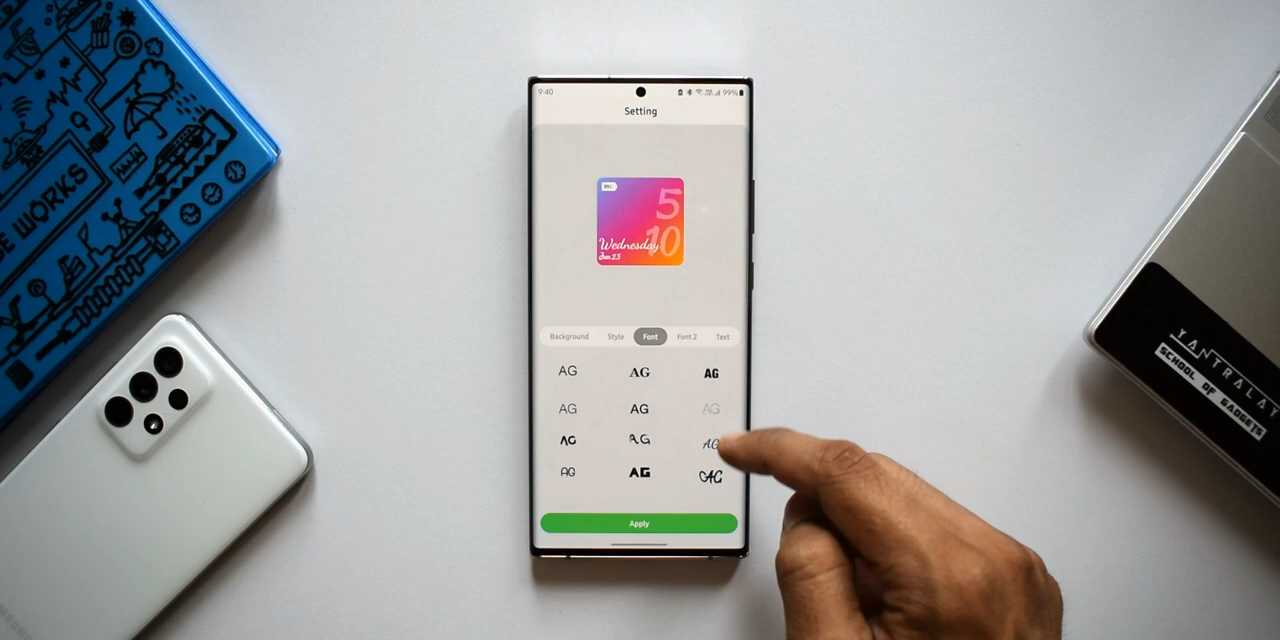 9:40
99%
Setting
5
10
Wednesday
Jan 23
Background Style Font Font 2 Text
AG AG AG
AG AG AG
AG AG AG
AG AG AG
Apply
WORKS
YANTRALAY
SCHOOL OF GADGETS